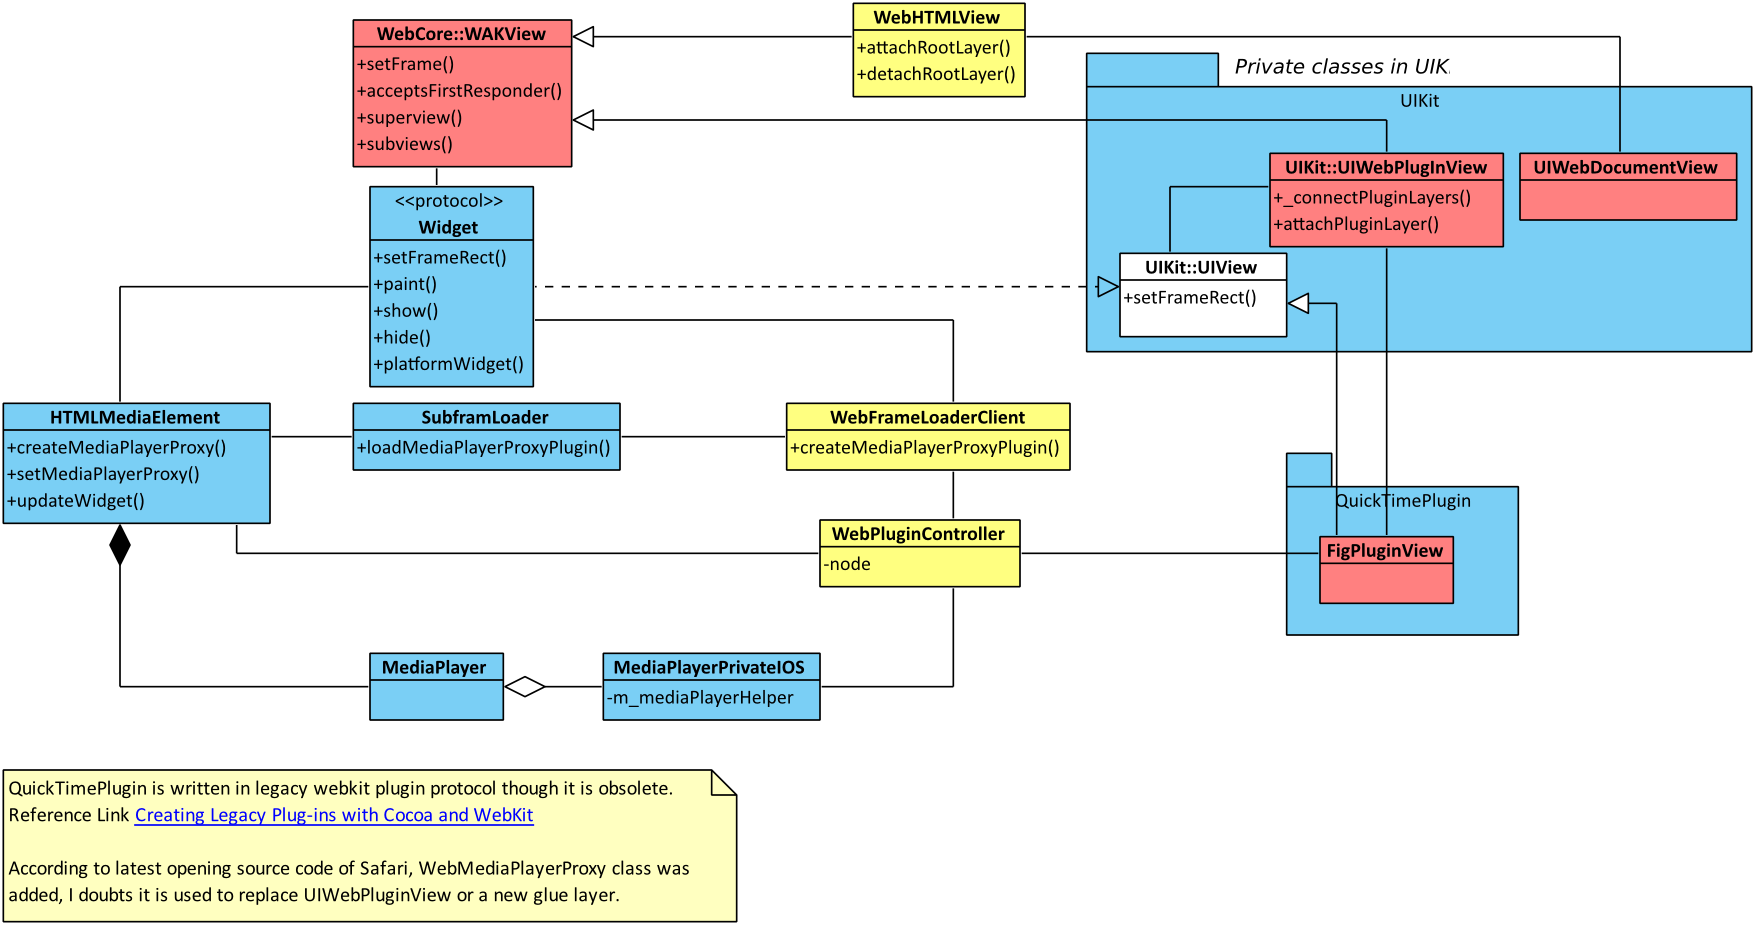 WebCore::WAKView
+setFrame()
+acceptsFirstResponder()
+superview()
+subviews()
WebHTMLView
+attachRootLayer()
+detachRootLayer()
Private classes in UIK
UIKit
UIKit::UIWebPlugInView
+_connectPluginLayers()
+attachPluginLayer()
UIWebDocumentView
UIKit::UIView
+setFrameRect()
<<protocol>>
Widget
+setFrameRect()
+paint()
+show()
+hide()
+platformWidget()
HTMLMediaElement
+createMediaPlayerProxy()
+setMediaPlayerProxy()
+updateWidget()
SubframLoader
+loadMediaPlayerProxyPlugin()
WebFrameLoaderClient
+createMediaPlayerProxyPlugin()
WebPluginController
-node
QuickTimePlugin
FigPluginView
MediaPlayer
MediaPlayerPrivateIOS
-m_mediaPlayerHelper
QuickTimePlugin is written in legacy webkit plugin protocol though it is obsolete.
Reference Link Creating Legacy Plug-ins with Cocoa and WebKit
According to latest opening source code of Safari, WebMediaPlayerProxy class was
added, I doubts it is used to replace UIWebPluginView or a new glue layer.